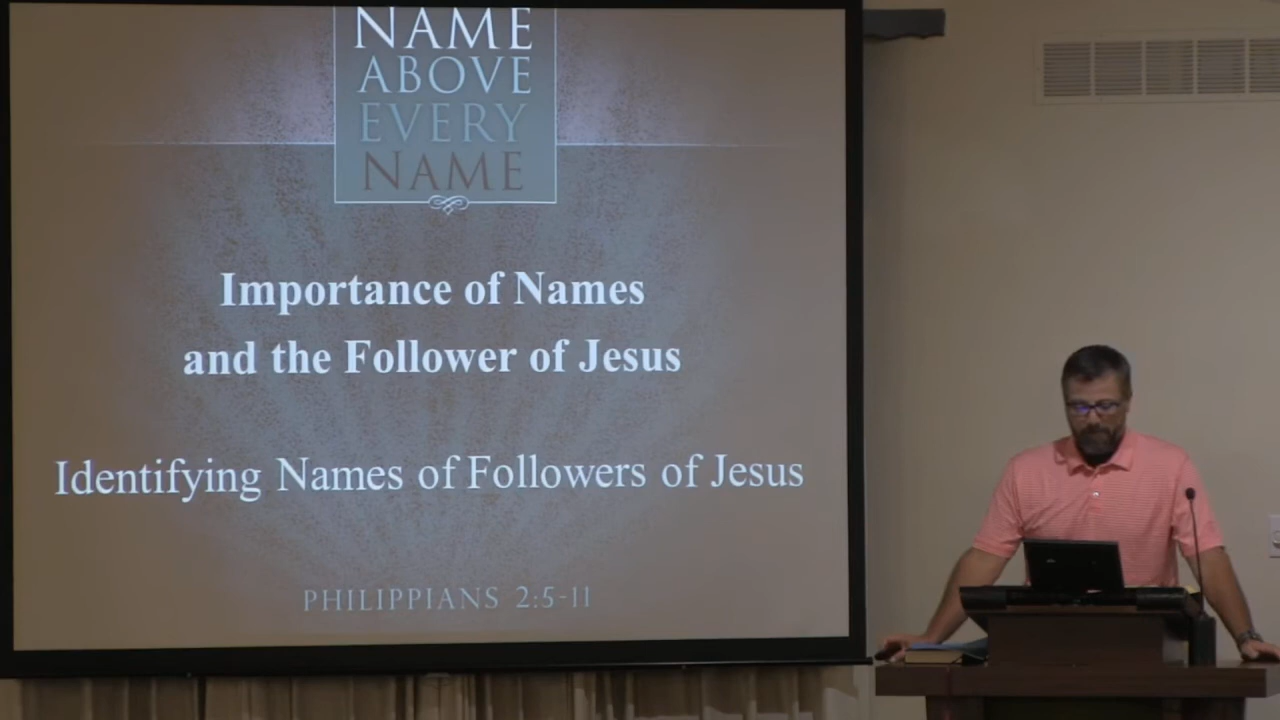 NAME
ABOVE
EVERY
NAME
Importance of Names
and the Follower of Jesus
Identifying Names of Followers of Jesus
PHILIPPIANS 2:5-11